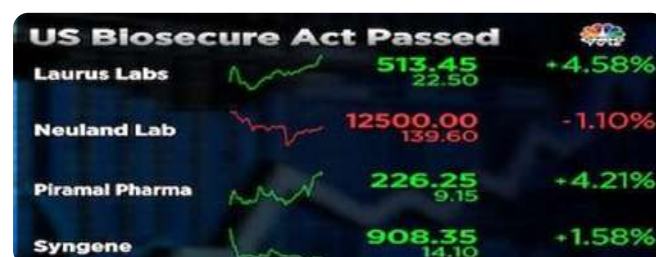 US Biosecure Act Passed
Laurus Labs 513.45 +4.58%
22.50
Neuland Lab 12500.00 -1.10%
139.60
Piramal Pharma 226.25 +4.21%
9.15
Syngene 908.35 +1.58%
14.10